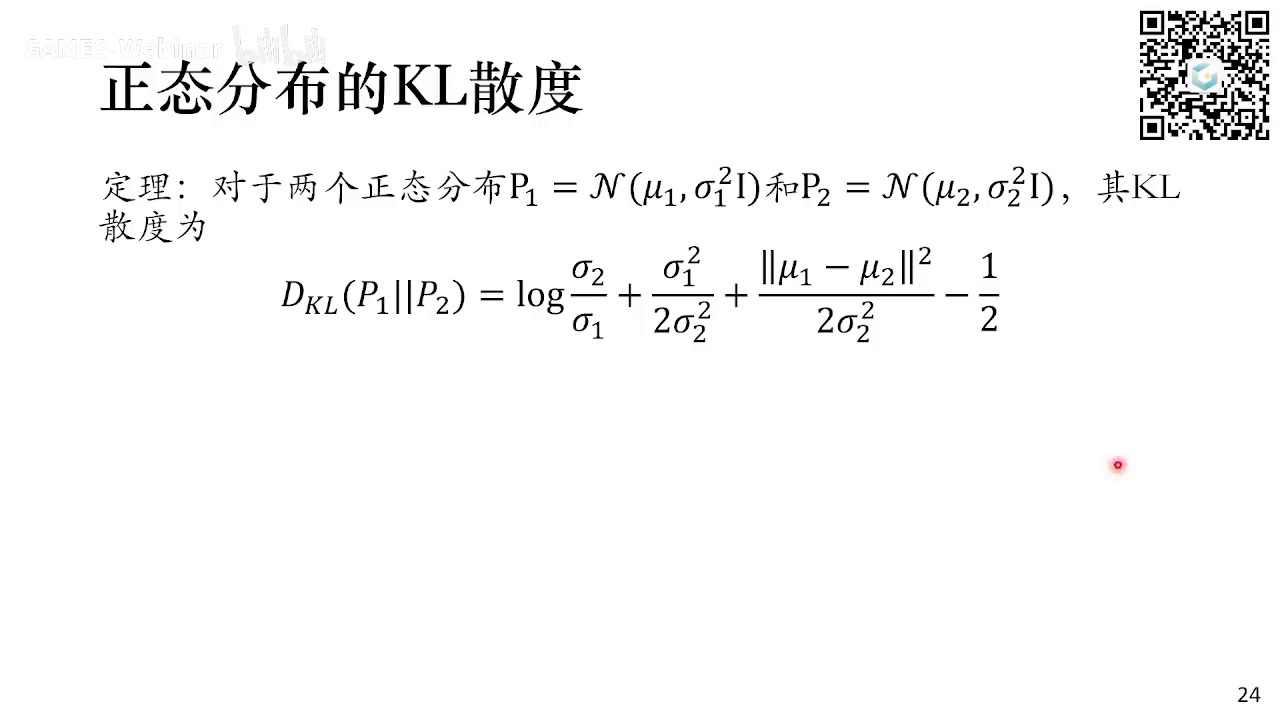 GAMES-Webinar bilibili
正态分布的KL散度
定理：对于两个正态分布P₁ = 𝒩(μ₁, σ₁²I)和P₂ = 𝒩(μ₂, σ₂²I)，其KL
散度为
D_KL(P₁||P₂) = log σ₂/σ₁ + σ₁²/2σ₂² + ‖μ₁ − μ₂‖²/2σ₂² − 1/2
24